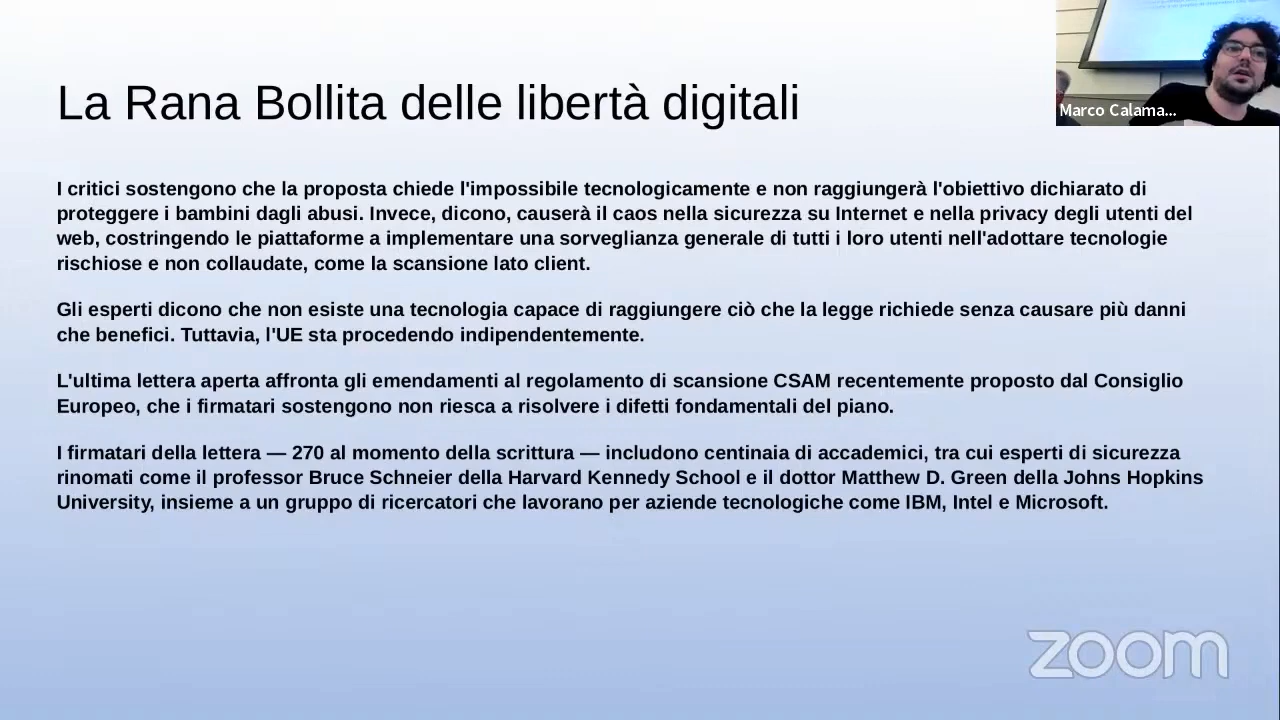 La Rana Bollita delle libertà digitali
Marco Calama...
I critici sostengono che la proposta chiede l'impossibile tecnologicamente e non raggiungerà l'obiettivo dichiarato di
proteggere i bambini dagli abusi. Invece, dicono, causerà il caos nella sicurezza su Internet e nella privacy degli utenti del
web, costringendo le piattaforme a implementare una sorveglianza generale di tutti i loro utenti nell'adottare tecnologie
rischiose e non collaudate, come la scansione lato client.
Gli esperti dicono che non esiste una tecnologia capace di raggiungere ciò che la legge richiede senza causare più danni
che benefici. Tuttavia, l'UE sta procedendo indipendentemente.
L'ultima lettera aperta affronta gli emendamenti al regolamento di scansione CSAM recentemente proposto dal Consiglio
Europeo, che i firmatari sostengono non riesca a risolvere i difetti fondamentali del piano.
I firmatari della lettera — 270 al momento della scrittura — includono centinaia di accademici, tra cui esperti di sicurezza
rinomati come il professor Bruce Schneier della Harvard Kennedy School e il dottor Matthew D. Green della Johns Hopkins
University, insieme a un gruppo di ricercatori che lavorano per aziende tecnologiche come IBM, Intel e Microsoft.
zoom